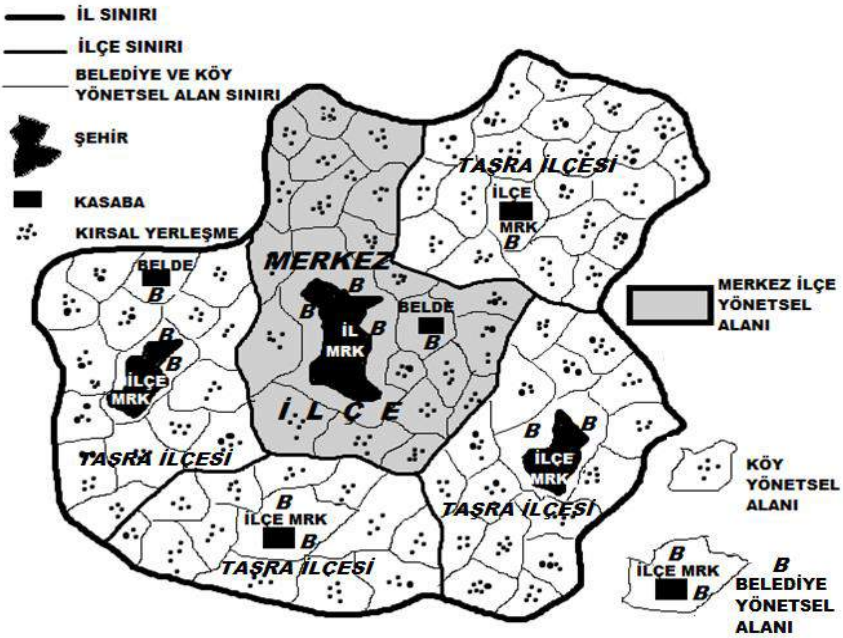 İL SINIRI
İLÇE SINIRI
BELEDİYE VE KÖY
YÖNETSEL ALAN SINIRI
ŞEHİR
KASABA
KIRSAL YERLEŞME
TAŞRA İLÇESİ
İLÇE
MRK
B
MERKEZ
BELDE
B
B
B
B
İL
MRK
BELDE
B
İLÇE
MERKEZ İLÇE
YÖNETSEL
ALANI
B
B
İLÇE
MRK
TAŞRA İLÇESİ
B
B
İLÇE
MRK
TAŞRA İLÇESİ
B
İLÇE MRK
B
TAŞRA İLÇESİ
KÖY
YÖNETSEL
ALANI
B
İLÇE MRK
B
B
BELEDİYE
YÖNETSEL
ALANI